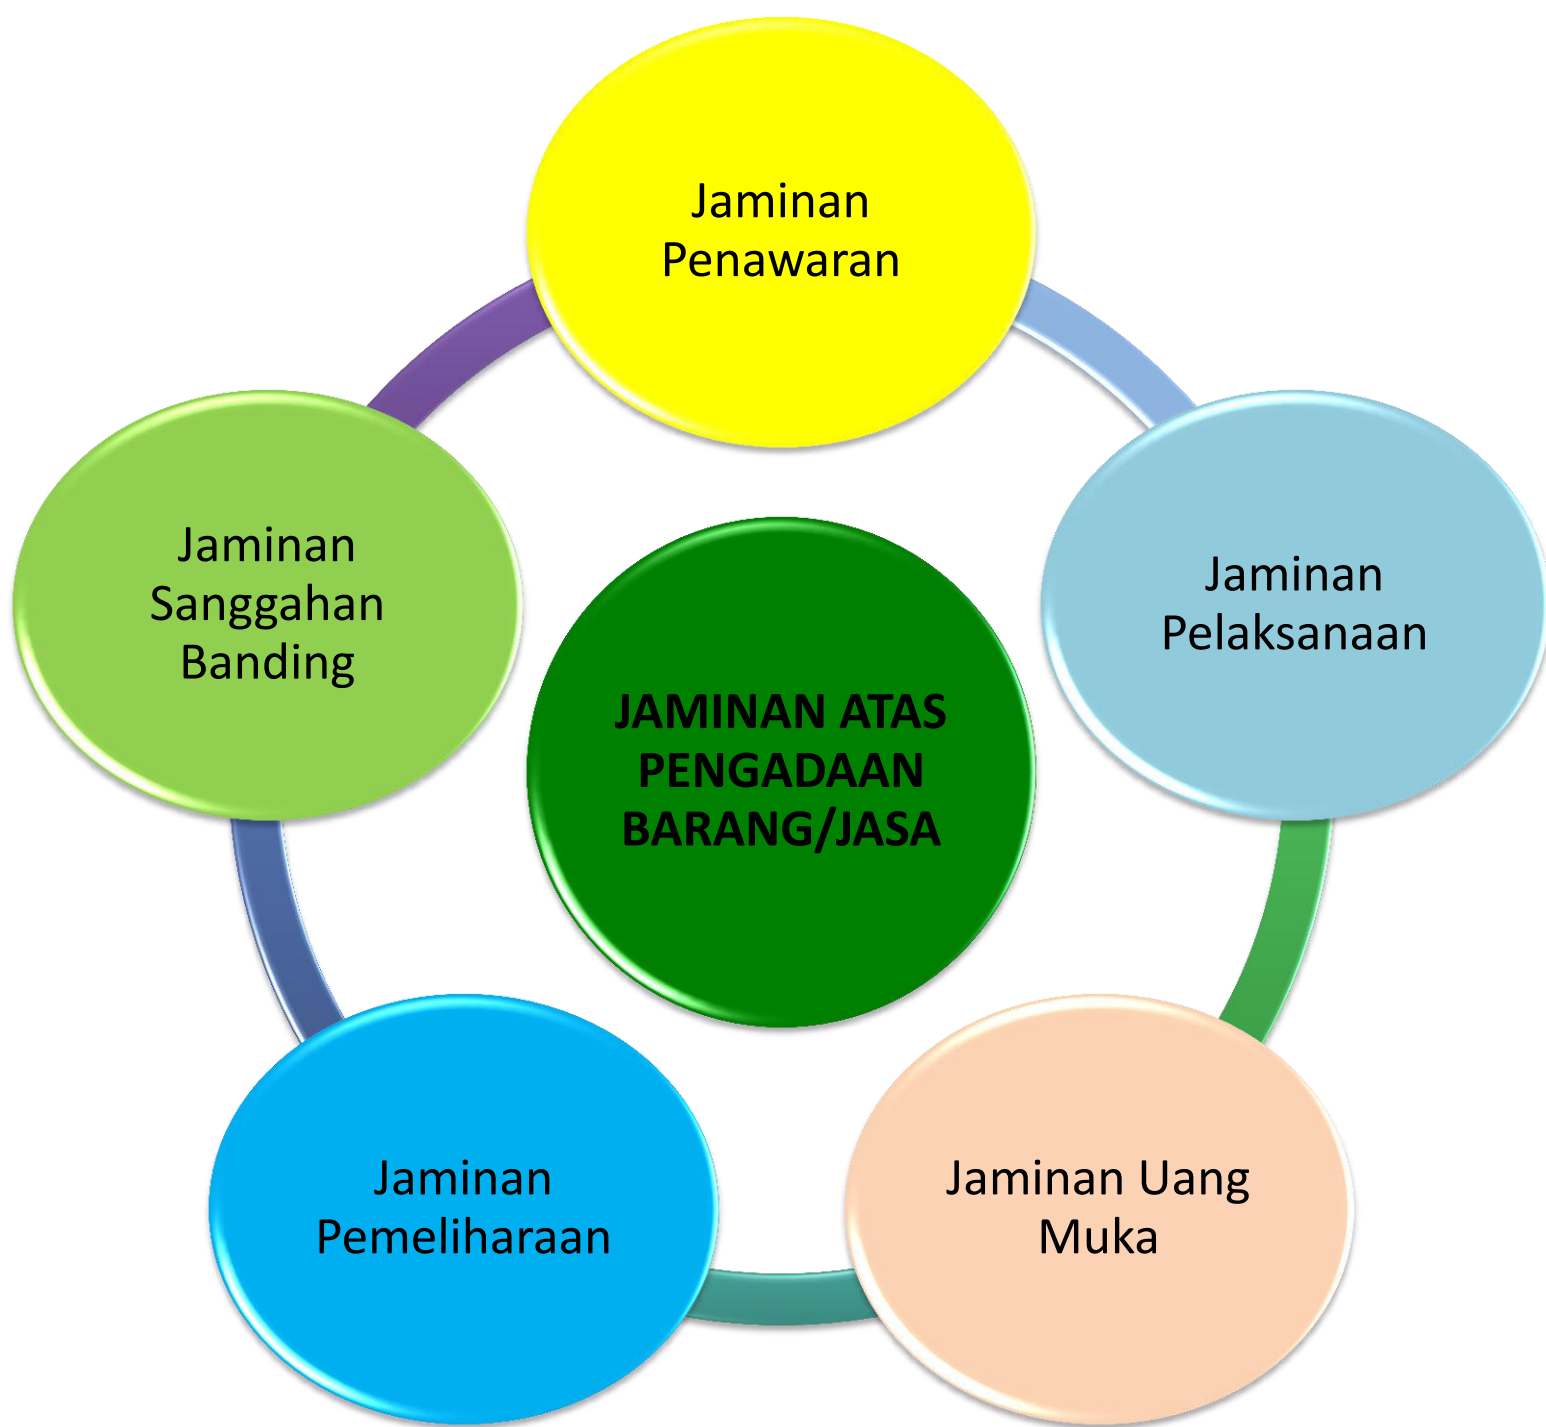 Jaminan
Penawaran
Jaminan
Pelaksanaan
Jaminan Uang
Muka
Jaminan
Pemeliharaan
Jaminan
Sanggahan
Banding
JAMINAN ATAS
PENGADAAN
BARANG/JASA